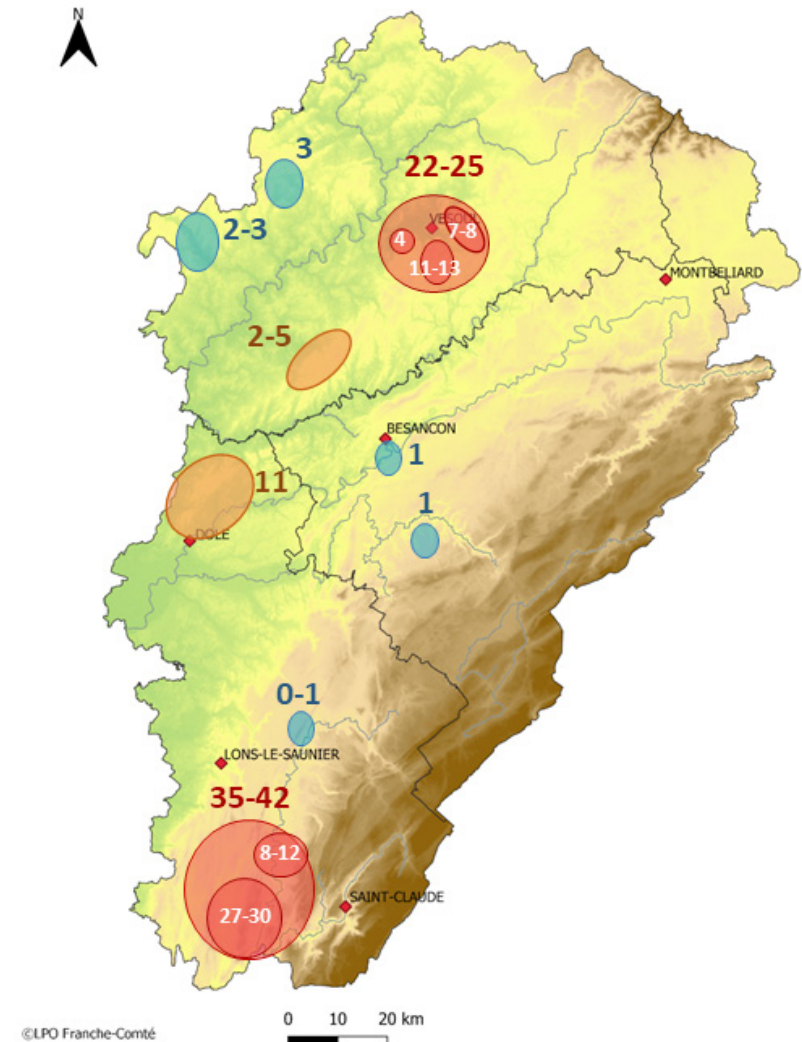 N
3
22-25
2-3
VESOUL
4
7-8
11-13
MONTBELIARD
2-5
BESANCON
1
11
1
DOLE
0-1
LONS-LE-SAUNIER
35-42
8-12
27-30
SAINT-CLAUDE
0 10 20 km
©LPO Franche-Comté